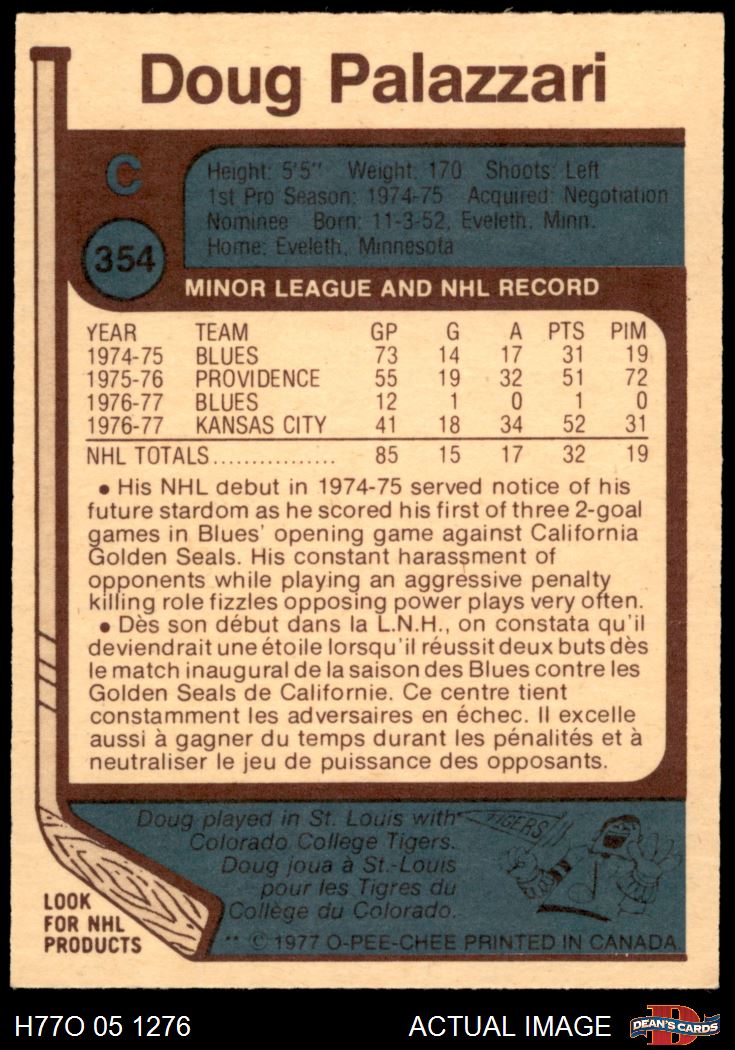 Doug Palazzari
C
Height: 5'5" Weight: 170 Shoots: Left
1st Pro Season: 1974-75 Acquired: Negotiation
Nominee Born: 11-3-52, Eveleth, Minn.
Home: Eveleth, Minnesota
354
MINOR LEAGUE AND NHL RECORD
YEAR TEAM GP G A PTS PIM
1974-75 BLUES 73 14 17 31 19
1975-76 PROVIDENCE 55 19 32 51 72
1976-77 BLUES 12 1 0 1 0
1976-77 KANSAS CITY 41 18 34 52 31
NHL TOTALS................ 85 15 17 32 19
• His NHL debut in 1974-75 served notice of his
future stardom as he scored his first of three 2-goal
games in Blues' opening game against California
Golden Seals. His constant harassment of
opponents while playing an aggressive penalty
killing role fizzles opposing power plays very often.
• Dès son début dans la L.N.H., on constata qu'il
deviendrait une étoile lorsqu'il réussit deux buts dès
le match inaugural de la saison des Blues contre les
Golden Seals de Californie. Ce centre tient
constamment les adversaires en échec. Il excelle
aussi à gagner du temps durant les pénalités et à
neutraliser le jeu de puissance des opposants.
Doug played in St. Louis with
Colorado College Tigers.
Doug joua à St.-Louis
pour les Tigres du
Collège du Colorado.
TIGERS
LOOK
FOR NHL
PRODUCTS
** © 1977 O-PEE-CHEE PRINTED IN CANADA
H77O 05 1276 ACTUAL IMAGE D DEAN'S CARDS